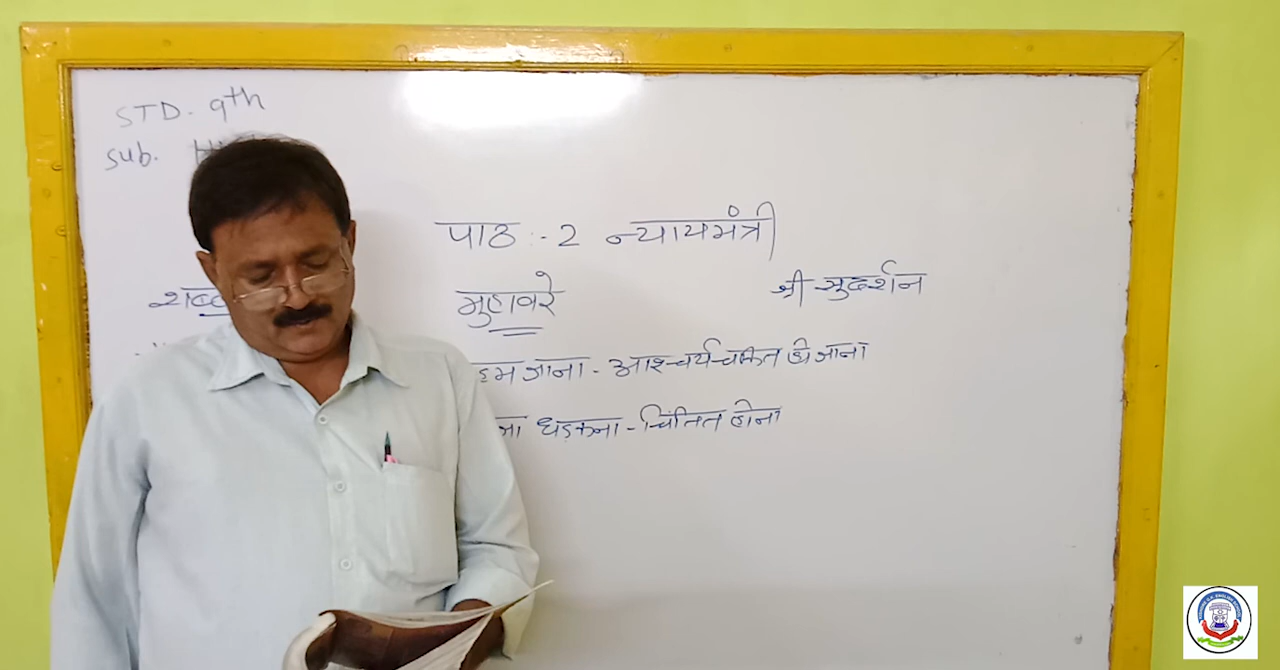 STD. 9th
Sub.
पाठ :- 2 न्यायमंत्री
श्री सुदर्शन
मुहावरे
जाना - आश्चर्यचकित हो जाना
धड़कना - चिंतित होना